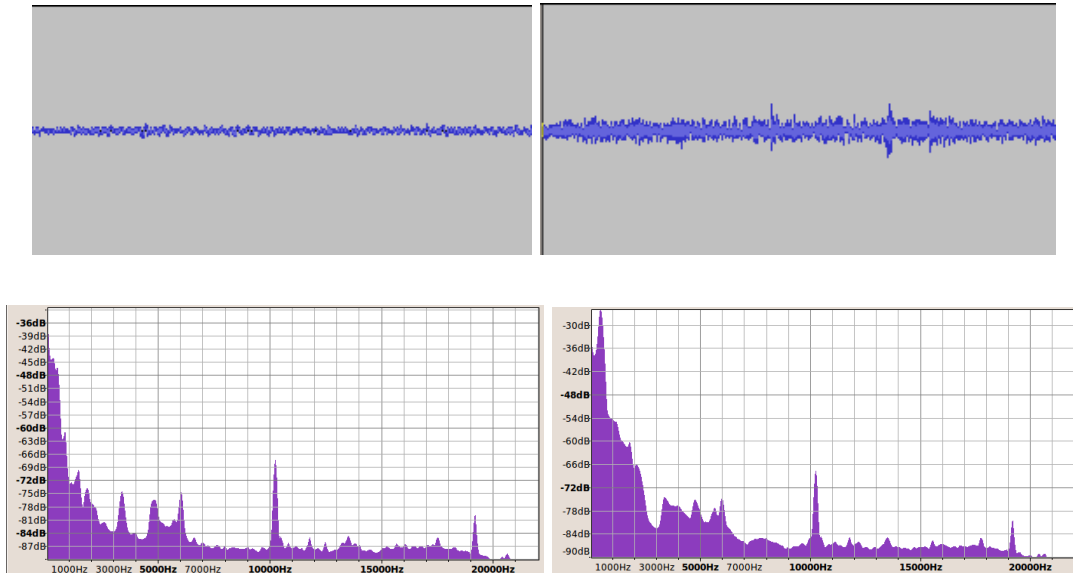 -36dB
-39dB
-42dB
-45dB
-48dB
-51dB
-54dB
-57dB
-60dB
-63dB
-66dB
-69dB
-72dB
-75dB
-78dB
-81dB
-84dB
-87dB
1000Hz 3000Hz 5000Hz 7000Hz 10000Hz 15000Hz 20000Hz
-30dB
-36dB
-42dB
-48dB
-54dB
-60dB
-66dB
-72dB
-78dB
-84dB
-90dB
1000Hz 3000Hz 5000Hz 7000Hz 10000Hz 15000Hz 20000Hz